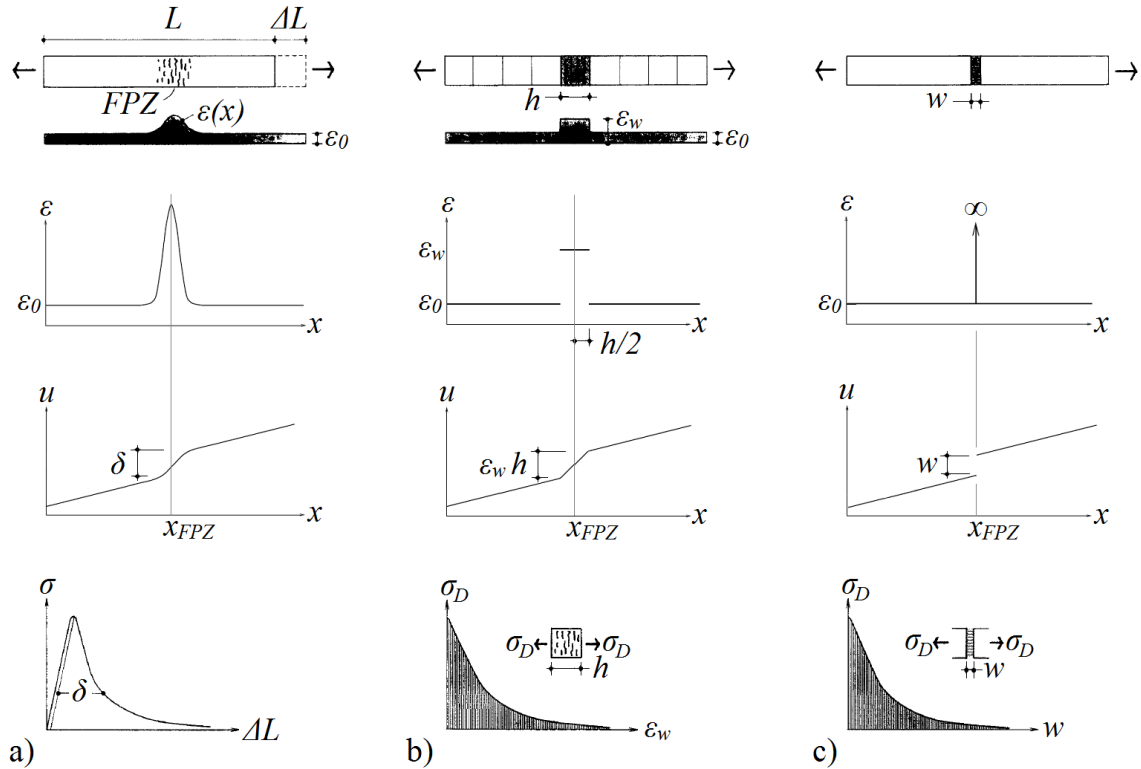 L ΔL
FPZ ε(x)
ε0
ε
ε0
x
u
δ
x
xFPZ
σ
δ
ΔL
a)
h
εw
ε0
ε
εw
ε0
x
h/2
u
εw h
x
xFPZ
σD
σD σD
h
εw
b)
w
ε
∞
ε0
x
u
w
x
xFPZ
σD
σD σD
w
w
c)